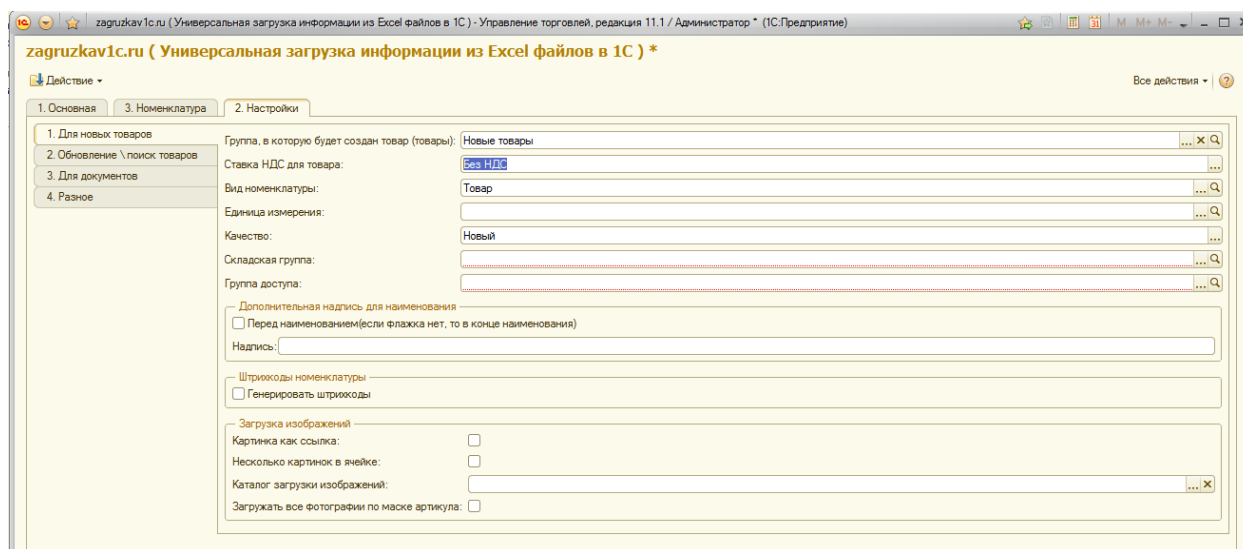 zagruzkav1c.ru ( Универсальная загрузка информации из Excel файлов в 1С ) - Управление торговлей, редакция 11.1 / Администратор * (1С:Предприятие)
M M+ M-
zagruzkav1c.ru ( Универсальная загрузка информации из Excel файлов в 1С ) *
Действие
Все действия
1. Основная
3. Номенклатура
2. Настройки
1. Для новых товаров
2. Обновление \ поиск товаров
3. Для документов
4. Разное
Группа, в которую будет создан товар (товары): Новые товары
Ставка НДС для товара: Без НДС
Вид номенклатуры: Товар
Единица измерения:
Качество: Новый
Складская группа:
Группа доступа:
Дополнительная надпись для наименования
Перед наименованием(если флажка нет, то в конце наименования)
Надпись:
Штрихкоды номенклатуры
Генерировать штрихкоды
Загрузка изображений
Картинка как ссылка:
Несколько картинок в ячейке:
Каталог загрузки изображений:
Загружать все фотографии по маске артикула: